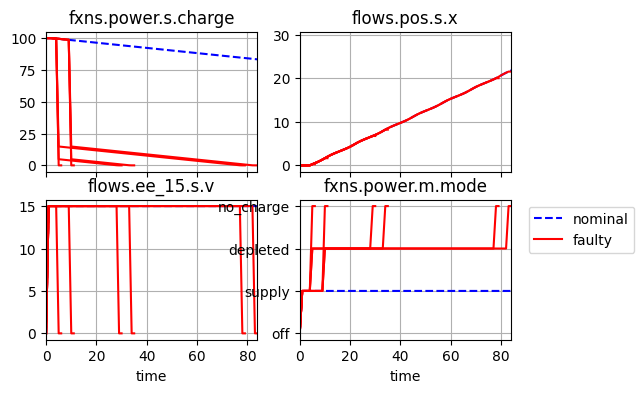 fxns.power.s.charge
100
75
50
25
0
flows.pos.s.x
30
20
10
0
flows.ee_15.s.v
15
10
5
0
0 20 40 60 80
time
fxns.power.m.mode
no_charge
depleted
supply
off
0 20 40 60 80
time
nominal
faulty